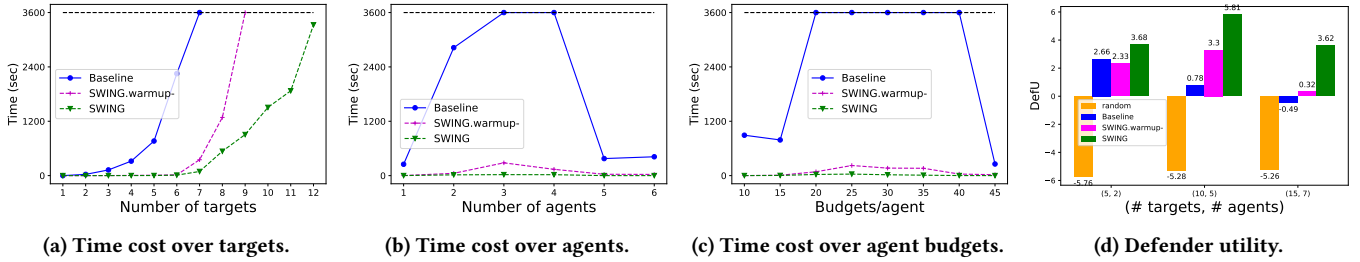 3600
2400
1200
0
Time (sec)
Baseline
SWING.warmup-
SWING
1 2 3 4 5 6 7 8 9 10 11 12
Number of targets
(a) Time cost over targets.
3600
2400
1200
0
Time (sec)
Baseline
SWING.warmup-
SWING
1 2 3 4 5 6
Number of agents
(b) Time cost over agents.
3600
2400
1200
0
Time (sec)
Baseline
SWING.warmup-
SWING
10 15 20 25 30 35 40 45
Budgets/agent
(c) Time cost over agent budgets.
6
4
2
0
−2
−4
−6
DefU
-5.76
2.66
2.33
3.68
-5.28
0.78
3.3
5.81
-5.26
-0.49
0.32
3.62
random
Baseline
SWING.warmup-
SWING
(5, 2) (10, 5) (15, 7)
(# targets, # agents)
(d) Defender utility.